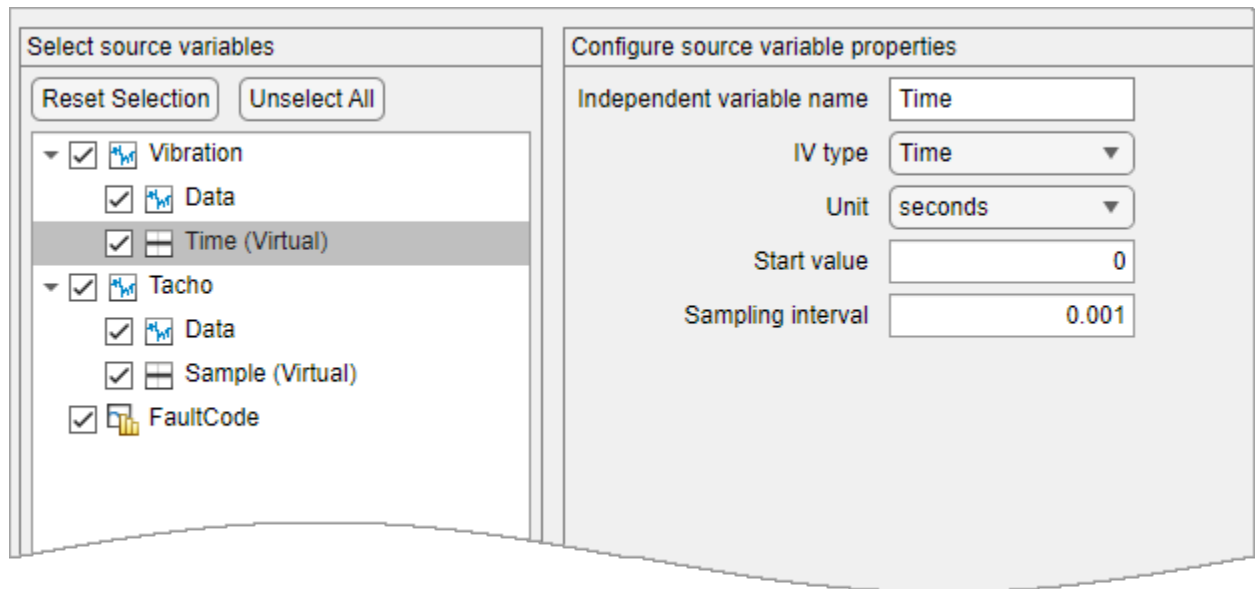 Select source variables
Reset Selection
Unselect All
Vibration
Data
Time (Virtual)
Tacho
Data
Sample (Virtual)
FaultCode
Configure source variable properties
Independent variable name Time
IV type Time
Unit seconds
Start value 0
Sampling interval 0.001